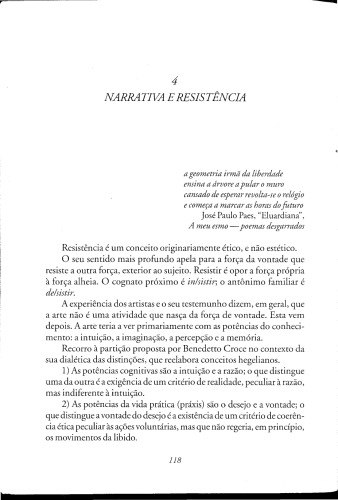 4
NARRATIVA E RESISTÊNCIA
a geometria irmã da liberdade
ensina a árvore a pular o muro
cansado de esperar revolta-se o relógio
e começa a marcar as horas do futuro
José Paulo Paes, "Eluardiana".
A meu esmo — poemas desgarrados
Resistência é um conceito originariamente ético, e não estético.
O seu sentido mais profundo apela para a força da vontade que
resiste a outra força, exterior ao sujeito. Resistir é opor a força própria
à força alheia. O cognato próximo é in/sistir; o antônimo familiar é
de/sistir.
A experiência dos artistas e o seu testemunho dizem, em geral, que
a arte não é uma atividade que nasça da força de vontade. Esta vem
depois. A arte teria a ver primariamente com as potências do conheci-
mento: a intuição, a imaginação, a percepção e a memória.
Recorro à partição proposta por Benedetto Croce no contexto da
sua dialética das distinções, que reelabora conceitos hegelianos.
1) As potências cognitivas são a intuição e a razão; o que distingue
uma da outra é a exigência de um critério de realidade, peculiar à razão,
mas indiferente à intuição.
2) As potências da vida prática (práxis) são o desejo e a vontade; o
que distingue a vontade do desejo é a existência de um critério de coerên-
cia ética peculiar às ações voluntárias, mas que não regeria, em princípio,
os movimentos da libido.
118